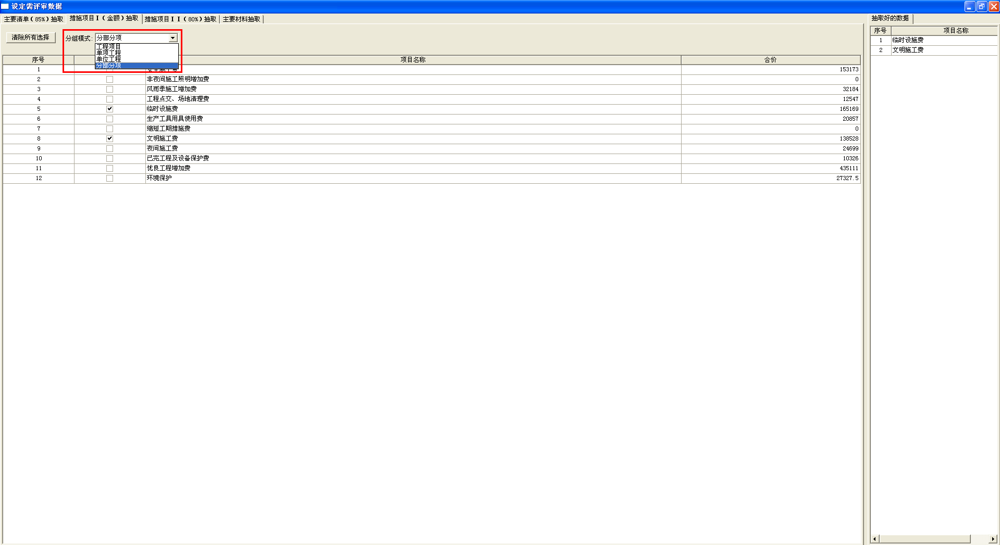 设定需评审数据
主要清单(85%)抽取 措施项目I(金额)抽取 措施项目II(80%)抽取 主要材料抽取
清除所有选择 分组模式: 分部分项
工程项目
单项工程
单位工程
分部分项
序号 项目名称 合价
1 153173
2 非夜间施工照明增加费 0
3 风雨季施工增加费 32184
4 工程点交、场地清理费 12547
5 临时设施费 165169
6 生产工具用具使用费 20857
7 缩短工期措施费 0
8 文明施工费 138528
9 夜间施工费 24699
10 已完工程及设备保护费 10326
11 优良工程增加费 435111
12 环境保护 27327.5
抽取好的数据
序号 项目名称
1 临时设施费
2 文明施工费